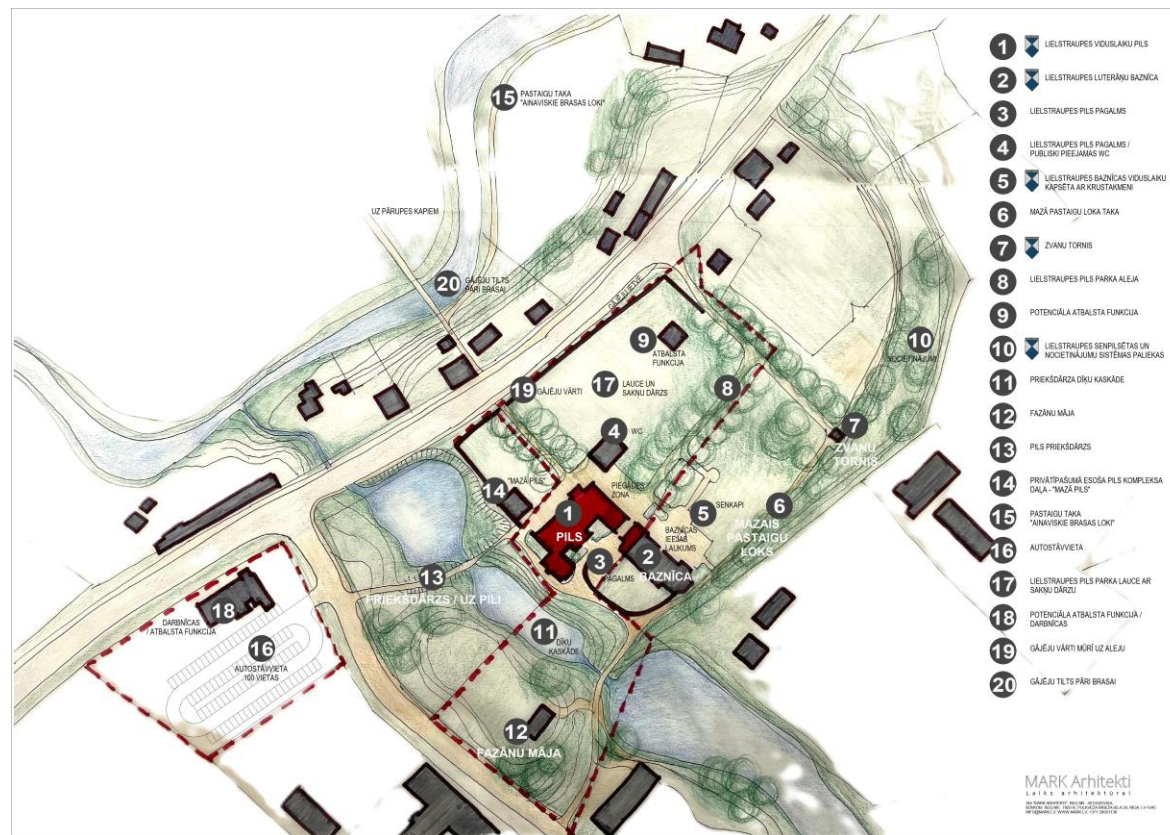 15 PASTAIGU TAKA
"AINAVISKIE BRASAS LOKI"
UZ PĀRUPES KAPIEM
20 GĀJĒJU TILTS
PĀRI BRASAI
GĀJĒJU IETVE
9
ATBALSTA
FUNKCIJA
10
NOCIETINĀJUMI
19 GĀJĒJU VĀRTI
17 LAUCE UN
SAKŅU DĀRZS
8
4 WC
7
ZVANU
TORNIS
14 "MAZĀ PILS"
PIEGĀDES
ZONA
1
PILS
5 SENKAPI
6
MAZAIS
PASTAIGU
LOKS
BAZNĪCAS
IEEJAS
LAUKUMS
3
PAGALMS
2
BAZNĪCA
13
PRIEKŠDĀRZS / UZ PILI
18
DARBNĪCAS
/ ATBALSTA FUNKCIJA
11 DĪĶU
KASKĀDE
16
AUTOSTĀVVIETA
100 VIETAS
12
FAZĀNU MĀJA
1 LIELSTRAUPES VIDUSLAIKU PILS
2 LIELSTRAUPES LUTERĀŅU BAZNĪCA
3 LIELSTRAUPES PILS PAGALMS
4 LIELSTRAUPES PILS PAGALMS /
PUBLISKI PIEEJAMAS WC
5 LIELSTRAUPES BAZNĪCAS VIDUSLAIKU
KAPSĒTA AR KRUSTAKMENI
6 MAZĀ PASTAIGU LOKA TAKA
7 ZVANU TORNIS
8 LIELSTRAUPES PILS PARKA ALEJA
9 POTENCIĀLA ATBALSTA FUNKCIJA
10 LIELSTRAUPES SENPILSĒTAS UN
NOCIETINĀJUMU SISTĒMAS PALIEKAS
11 PRIEKŠDĀRZA DĪĶU KASKĀDE
12 FAZĀNU MĀJA
13 PILS PRIEKŠDĀRZS
14 PRIVĀTĪPAŠUMĀ ESOŠA PILS KOMPLEKSA
DAĻA - "MAZĀ PILS"
15 PASTAIGU TAKA
"AINAVISKIE BRASAS LOKI"
16 AUTOSTĀVVIETA
17 LIELSTRAUPES PILS PARKA LAUCE AR
SAKŅU DĀRZU
18 POTENCIĀLA ATBALSTA FUNKCIJA /
DARBNĪCAS
19 GĀJĒJU VĀRTI MŪRĪ UZ ALEJU
20 GĀJĒJU TILTS PĀRI BRASAI
MARK Arhitekti
Laiks arhitektūrai